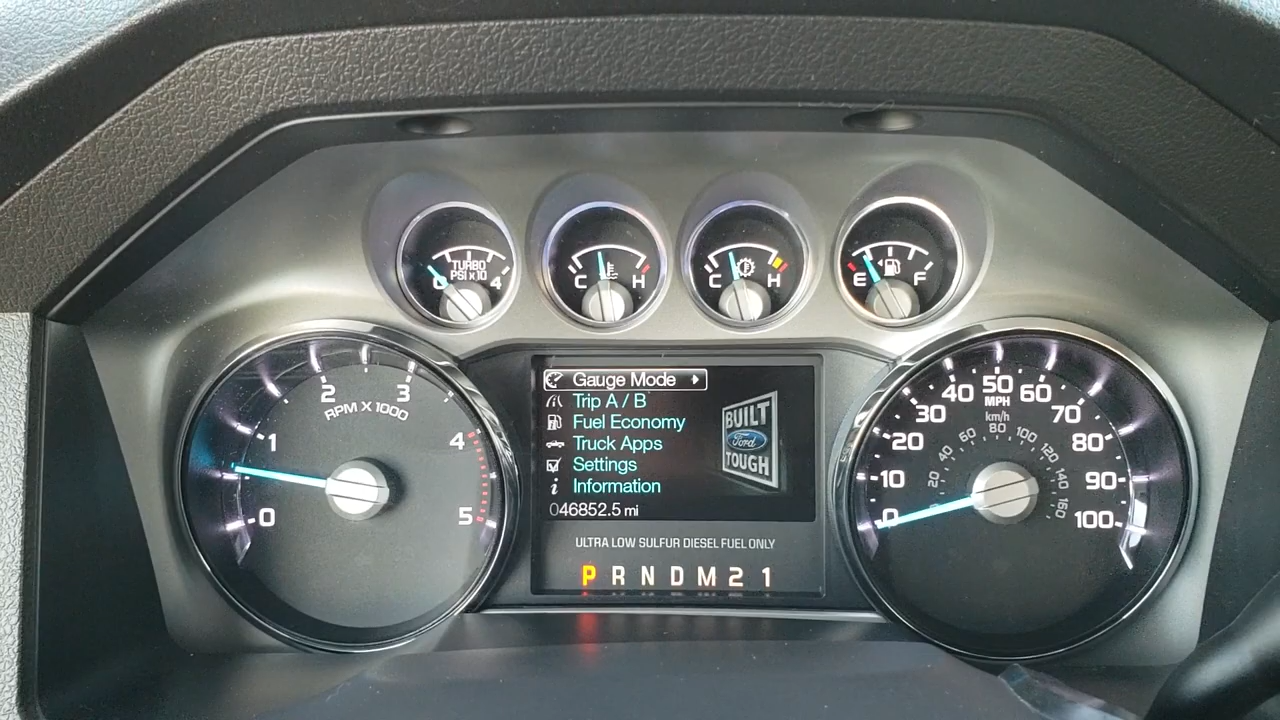 TURBO
PSI x10
0 4
C H
C H
E F
0 1 2 3 4 5
RPM X 1000
Gauge Mode
Trip A / B
Fuel Economy
Truck Apps
Settings
Information
046852.5 mi
BUILT
Ford
TOUGH
ULTRA LOW SULFUR DIESEL FUEL ONLY
P R N D M 2 1
0 10 20 30 40 50 60 70 80 90 100
MPH
km/h
20 40 60 80 100 120 140 160